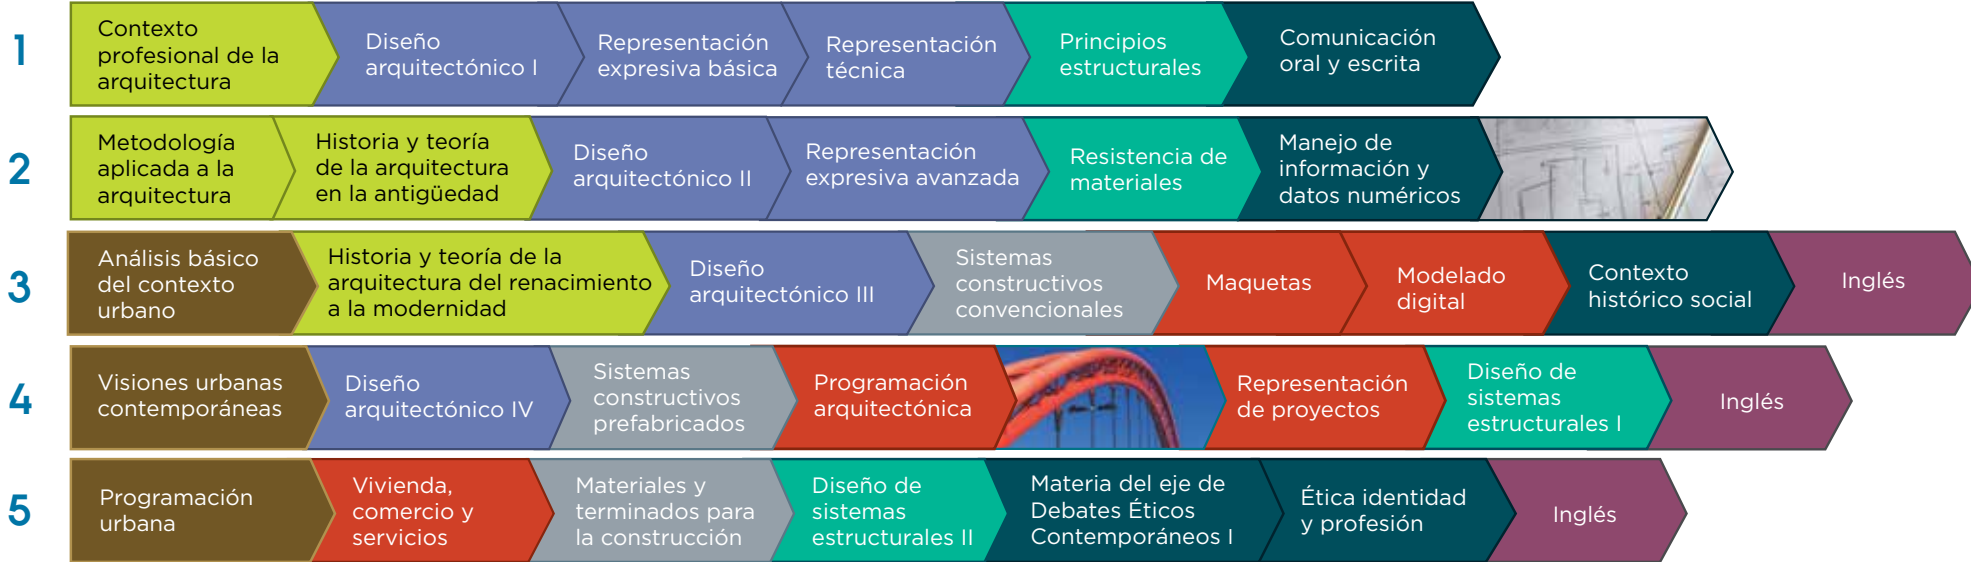 1
Contexto
profesional de la
arquitectura
Diseño
arquitectónico I
Representación
expresiva básica
Representación
técnica
Principios
estructurales
Comunicación
oral y escrita
2
Metodología
aplicada a la
arquitectura
Historia y teoría
de la arquitectura
en la antigüedad
Diseño
arquitectónico II
Representación
expresiva avanzada
Resistencia de
materiales
Manejo de
información y
datos numéricos
3
Análisis básico
del contexto
urbano
Historia y teoría de la
arquitectura del renacimiento
a la modernidad
Diseño
arquitectónico III
Sistemas
constructivos
convencionales
Maquetas
Modelado
digital
Contexto
histórico social
Inglés
4
Visiones urbanas
contemporáneas
Diseño
arquitectónico IV
Sistemas
constructivos
prefabricados
Programación
arquitectónica
Representación
de proyectos
Diseño de
sistemas
estructurales I
Inglés
5
Programación
urbana
Vivienda,
comercio y
servicios
Materiales y
terminados para
la construcción
Diseño de
sistemas
estructurales II
Materia del eje de
Debates Éticos
Contemporáneos I
Ética identidad
y profesión
Inglés